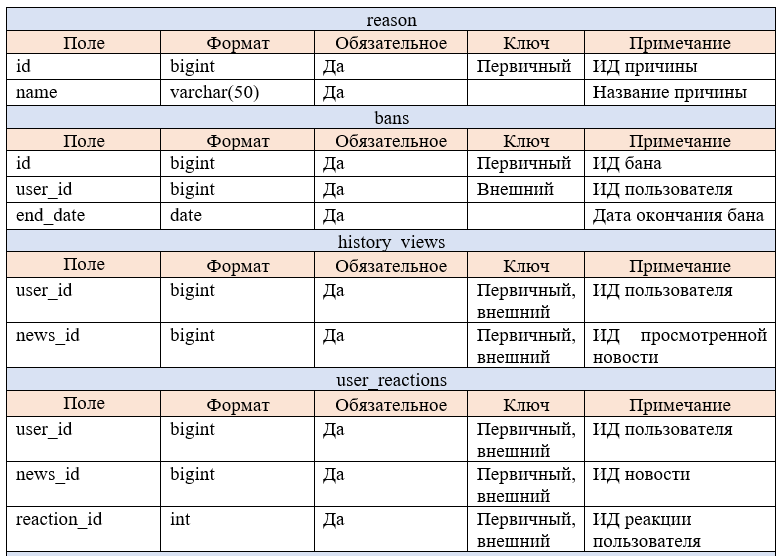 reason
Поле Формат Обязательное Ключ Примечание
id bigint Да Первичный ИД причины
name varchar(50) Да Название причины
bans
Поле Формат Обязательное Ключ Примечание
id bigint Да Первичный ИД бана
user_id bigint Да Внешний ИД пользователя
end_date date Да Дата окончания бана
history_views
Поле Формат Обязательное Ключ Примечание
user_id bigint Да Первичный, ИД пользователя
внешний
news_id bigint Да Первичный, ИД просмотренной
внешний новости
user_reactions
Поле Формат Обязательное Ключ Примечание
user_id bigint Да Первичный, ИД пользователя
внешний
news_id bigint Да Первичный, ИД новости
внешний
reaction_id int Да Первичный, ИД реакции
внешний пользователя